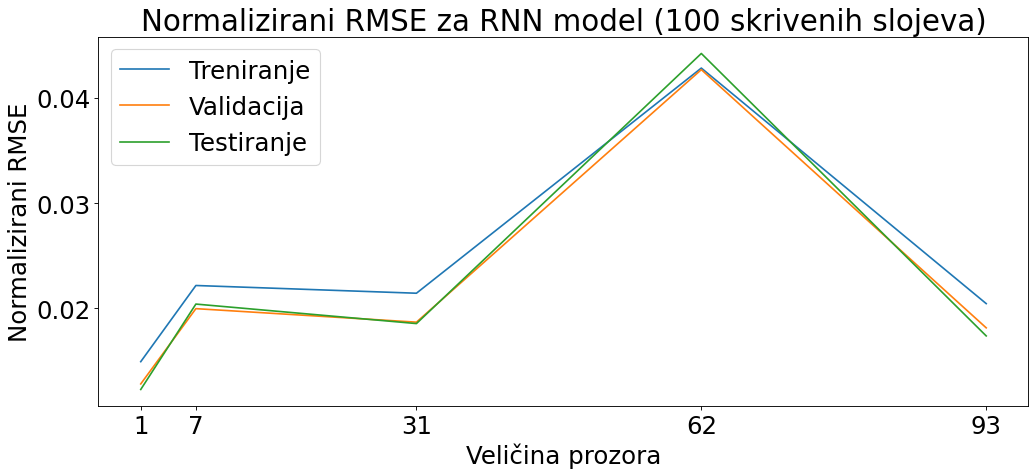 Normalizirani RMSE za RNN model (100 skrivenih slojeva)
Treniranje
Validacija
Testiranje
Normalizirani RMSE
0.04
0.03
0.02
1 7 31 62 93
Veličina prozora